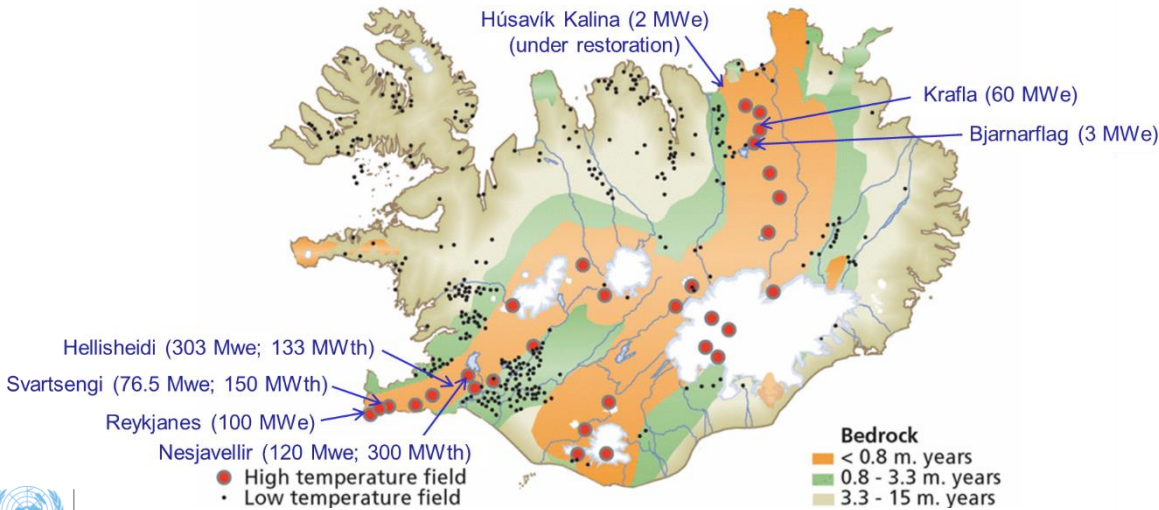 Húsavík Kalina (2 MWe)
(under restoration)
Krafla (60 MWe)
Bjarnarflag (3 MWe)
Hellisheidi (303 Mwe; 133 MWth)
Svartsengi (76.5 Mwe; 150 MWth)
Reykjanes (100 MWe)
Nesjavellir (120 Mwe; 300 MWth)
High temperature field
Low temperature field
Bedrock
< 0.8 m. years
0.8 - 3.3 m. years
3.3 - 15 m. years